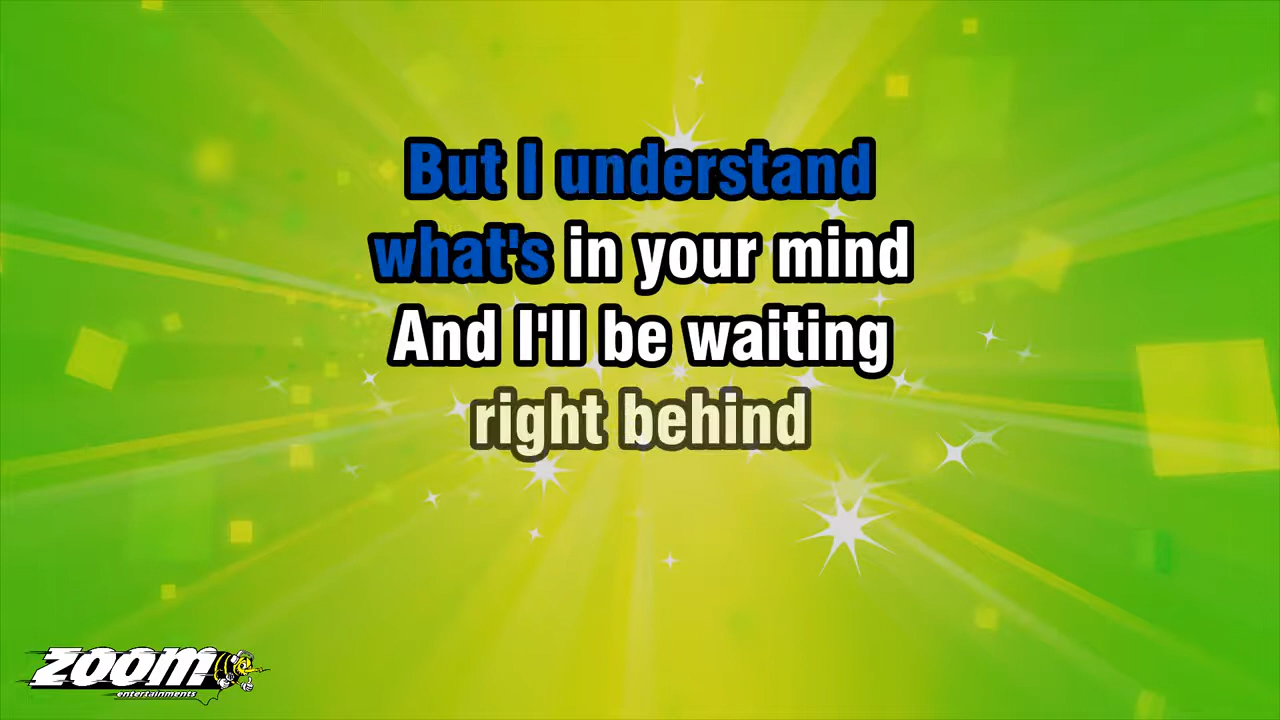 But I understand
what's in your mind
And I'll be waiting
right behind
zoom
entertainments